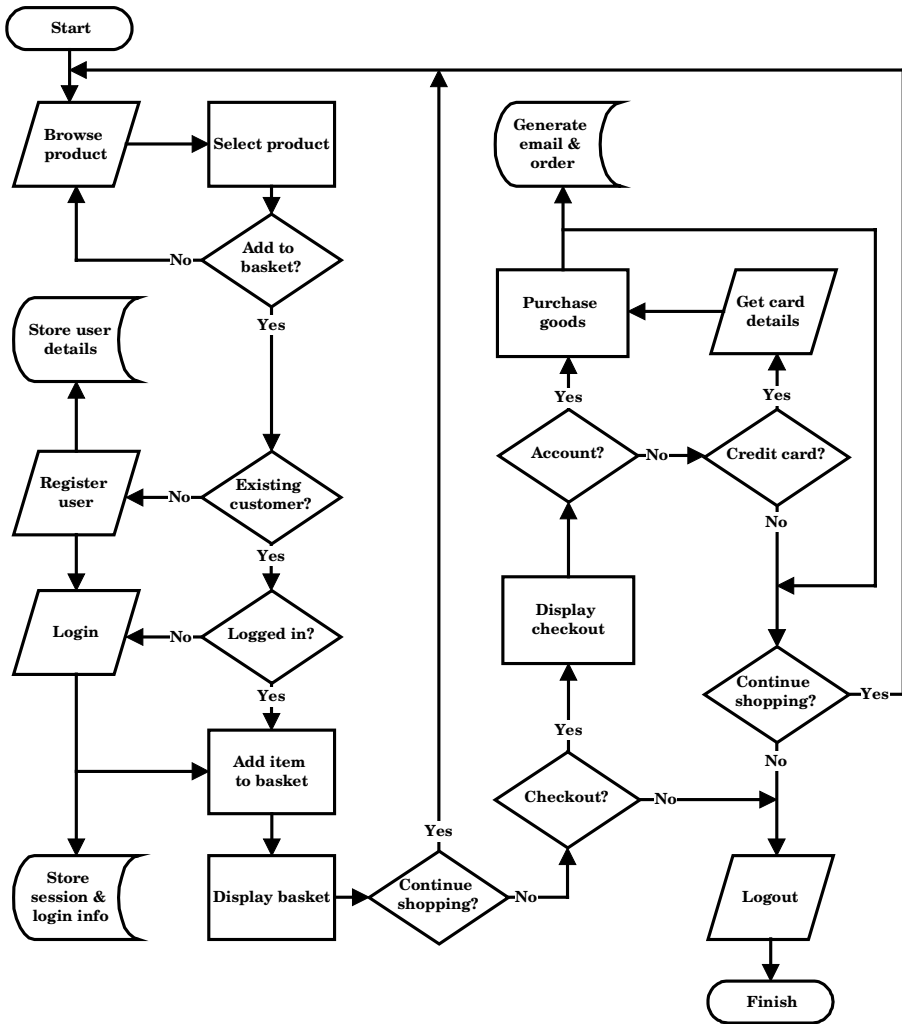 Start
Browse
product
Select product
Generate
email &
order
No
Add to
basket?
Yes
Store user
details
Purchase
goods
Get card
details
Yes
Yes
Account?
No
Credit card?
Register
user
No
Existing
customer?
No
Yes
Login
No
Logged in?
Display
checkout
Yes
Continue
shopping?
Yes
Yes
Add item
to basket
No
Checkout?
No
Yes
Store
session &
login info
Display basket
Continue
shopping?
No
Logout
Finish